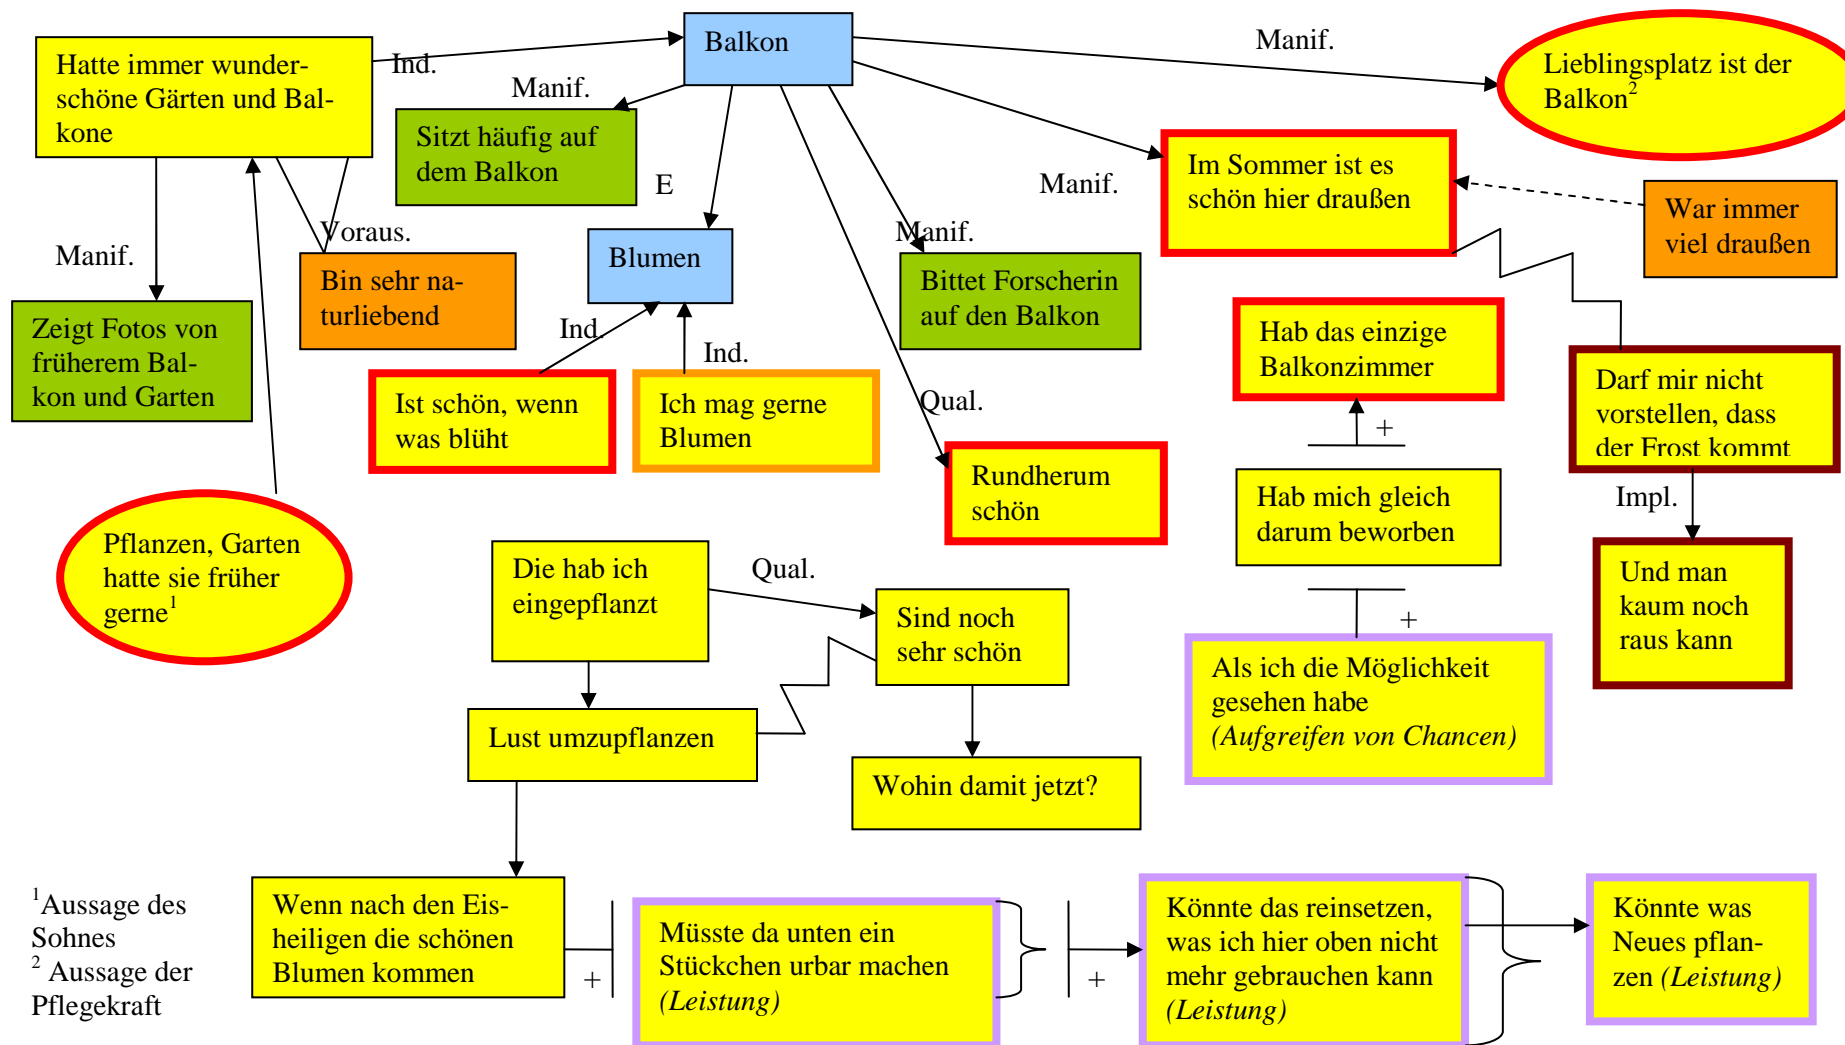 Balkon
Manif.
Lieblingsplatz ist der
Balkon²
Hatte immer wunder-
schöne Gärten und Bal-
kone
Ind.
Manif.
Sitzt häufig auf
dem Balkon
E
Manif.
Im Sommer ist es
schön hier draußen
War immer
viel draußen
Manif.
Voraus.
Bin sehr na-
turliebend
Blumen
Manif.
Bittet Forscherin
auf den Balkon
Zeigt Fotos von
früherem Bal-
kon und Garten
Ind.
Ind.
Ist schön, wenn
was blüht
Ich mag gerne
Blumen
Qual.
Rundherum
schön
Hab das einzige
Balkonzimmer
+
Hab mich gleich
darum beworben
+
Als ich die Möglichkeit
gesehen habe
(Aufgreifen von Chancen)
Darf mir nicht
vorstellen, dass
der Frost kommt
Impl.
Und man
kaum noch
raus kann
Pflanzen, Garten
hatte sie früher
gerne¹
Die hab ich
eingepflanzt
Qual.
Sind noch
sehr schön
Lust umzupflanzen
Wohin damit jetzt?
Wenn nach den Eis-
heiligen die schönen
Blumen kommen
+
Müsste da unten ein
Stückchen urbar machen
(Leistung)
+
Könnte das reinsetzen,
was ich hier oben nicht
mehr gebrauchen kann
(Leistung)
Könnte was
Neues pflan-
zen (Leistung)
¹Aussage des
Sohnes
² Aussage der
Pflegekraft